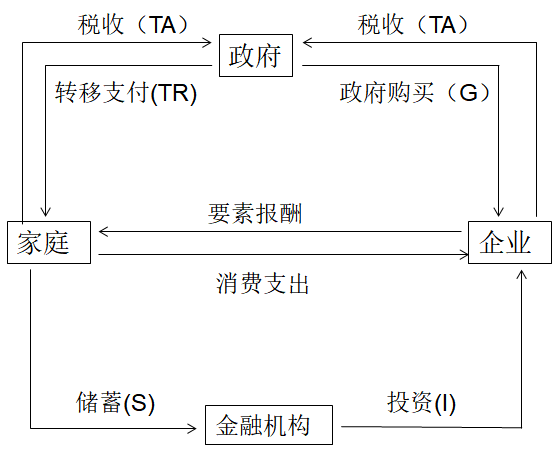 税收（TA）
税收（TA）
政府
转移支付(TR)
政府购买（G）
要素报酬
家庭
企业
消费支出
储蓄(S)
投资(I)
金融机构